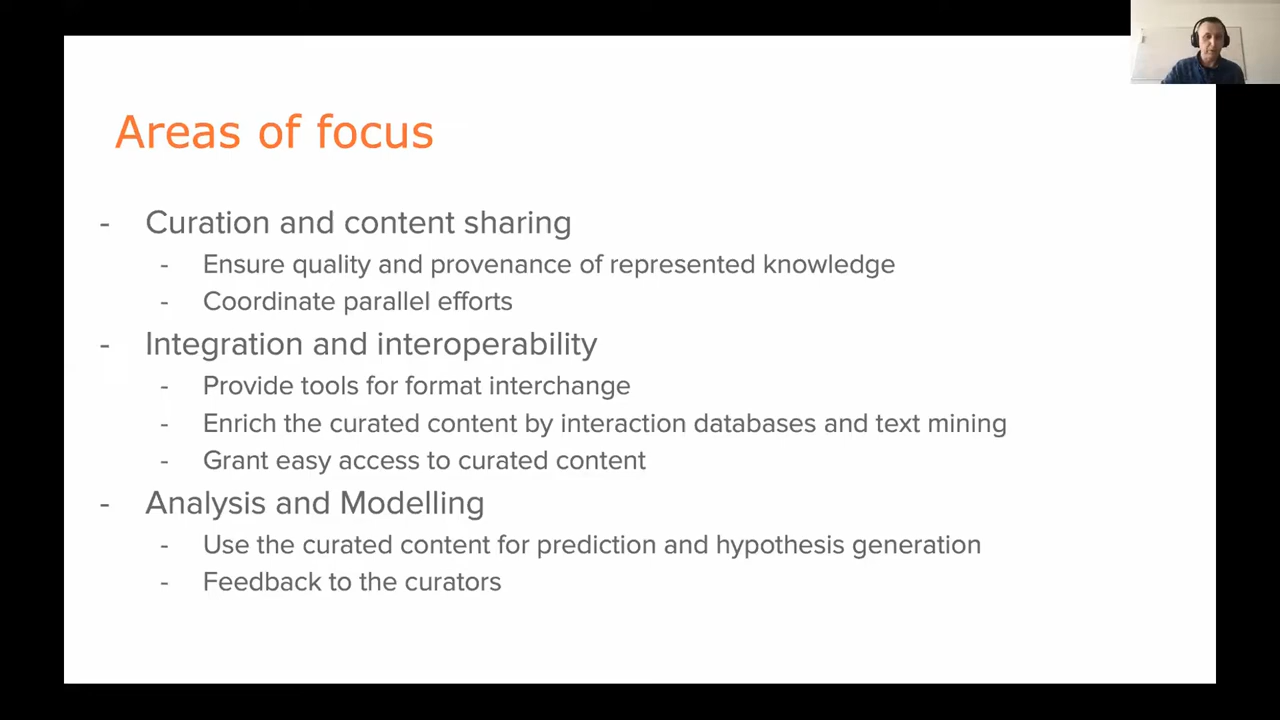 Areas of focus
- Curation and content sharing
- Ensure quality and provenance of represented knowledge
- Coordinate parallel efforts
- Integration and interoperability
- Provide tools for format interchange
- Enrich the curated content by interaction databases and text mining
- Grant easy access to curated content
- Analysis and Modelling
- Use the curated content for prediction and hypothesis generation
- Feedback to the curators